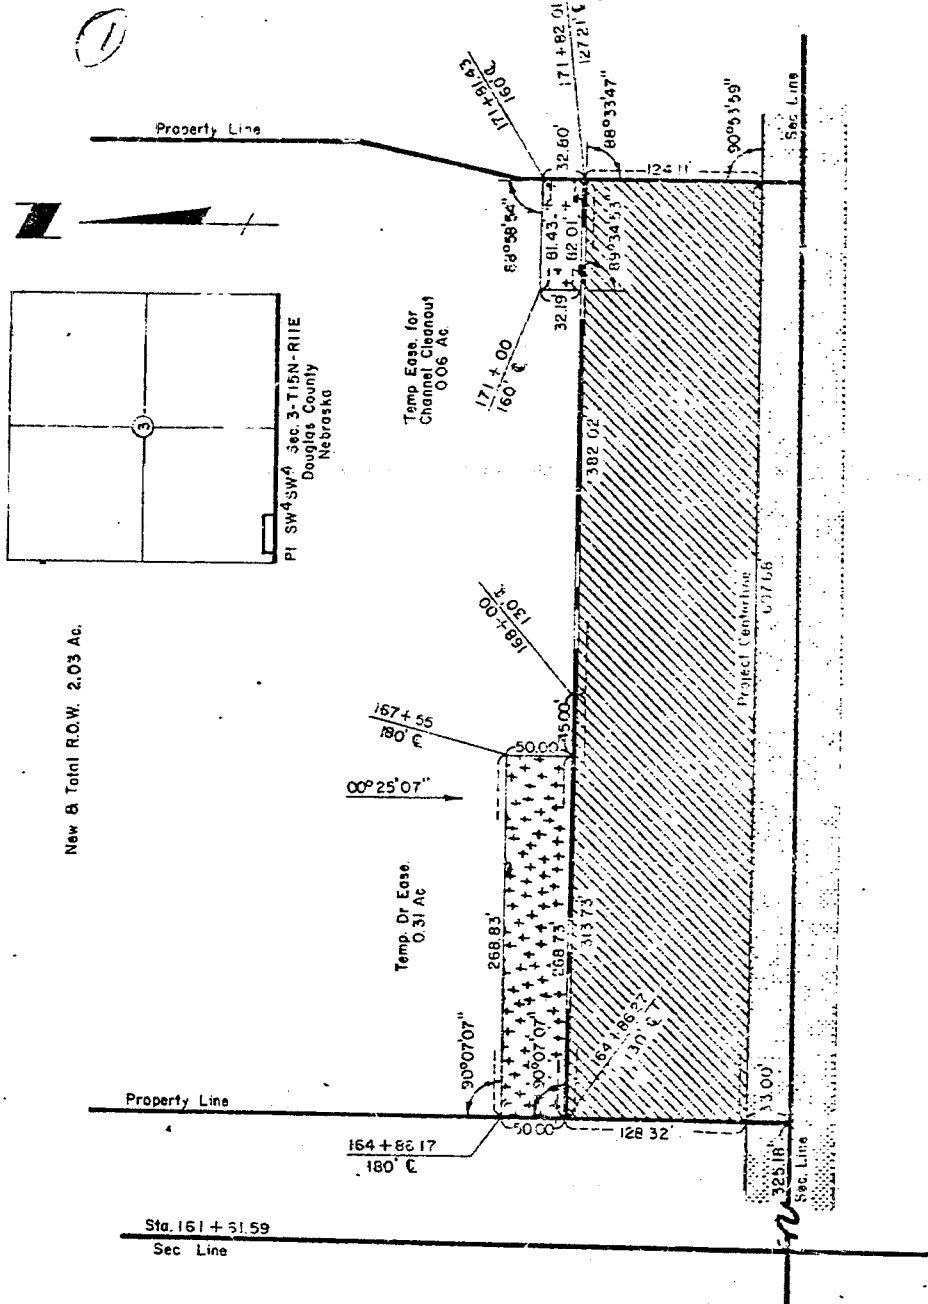 1
Property Line
171+81.43
160' ℄
171+82.01
127.21' ℄
32.80'
88°33'47"
90°53'59"
Sec Line
124.11'
88°58'54"
81.43
82.01'
89°34'53"
32.19'
171+00
160' ℄
Temp Ease. for
Channel Cleanout
0.06 Ac.
3
Pt SW4 SW4 Sec. 3-T15N-R11E
Douglas County
Nebraska
382.02'
168+00
130' ℄
Project Centerline
New & Total R.O.W. 2.03 Ac.
167+55
180' ℄
50.00'
45.00'
00°25'07"
Temp. Dr Ease.
0.31 Ac
268.83'
268.73'
313.73'
90°07'07"
90°07'07"
164+86.27
130' ℄
Property Line
164+86.17
180' ℄
50.00
128.32'
33.00'
325.18'
Sec. Line
Sta. 161+61.59
Sec Line